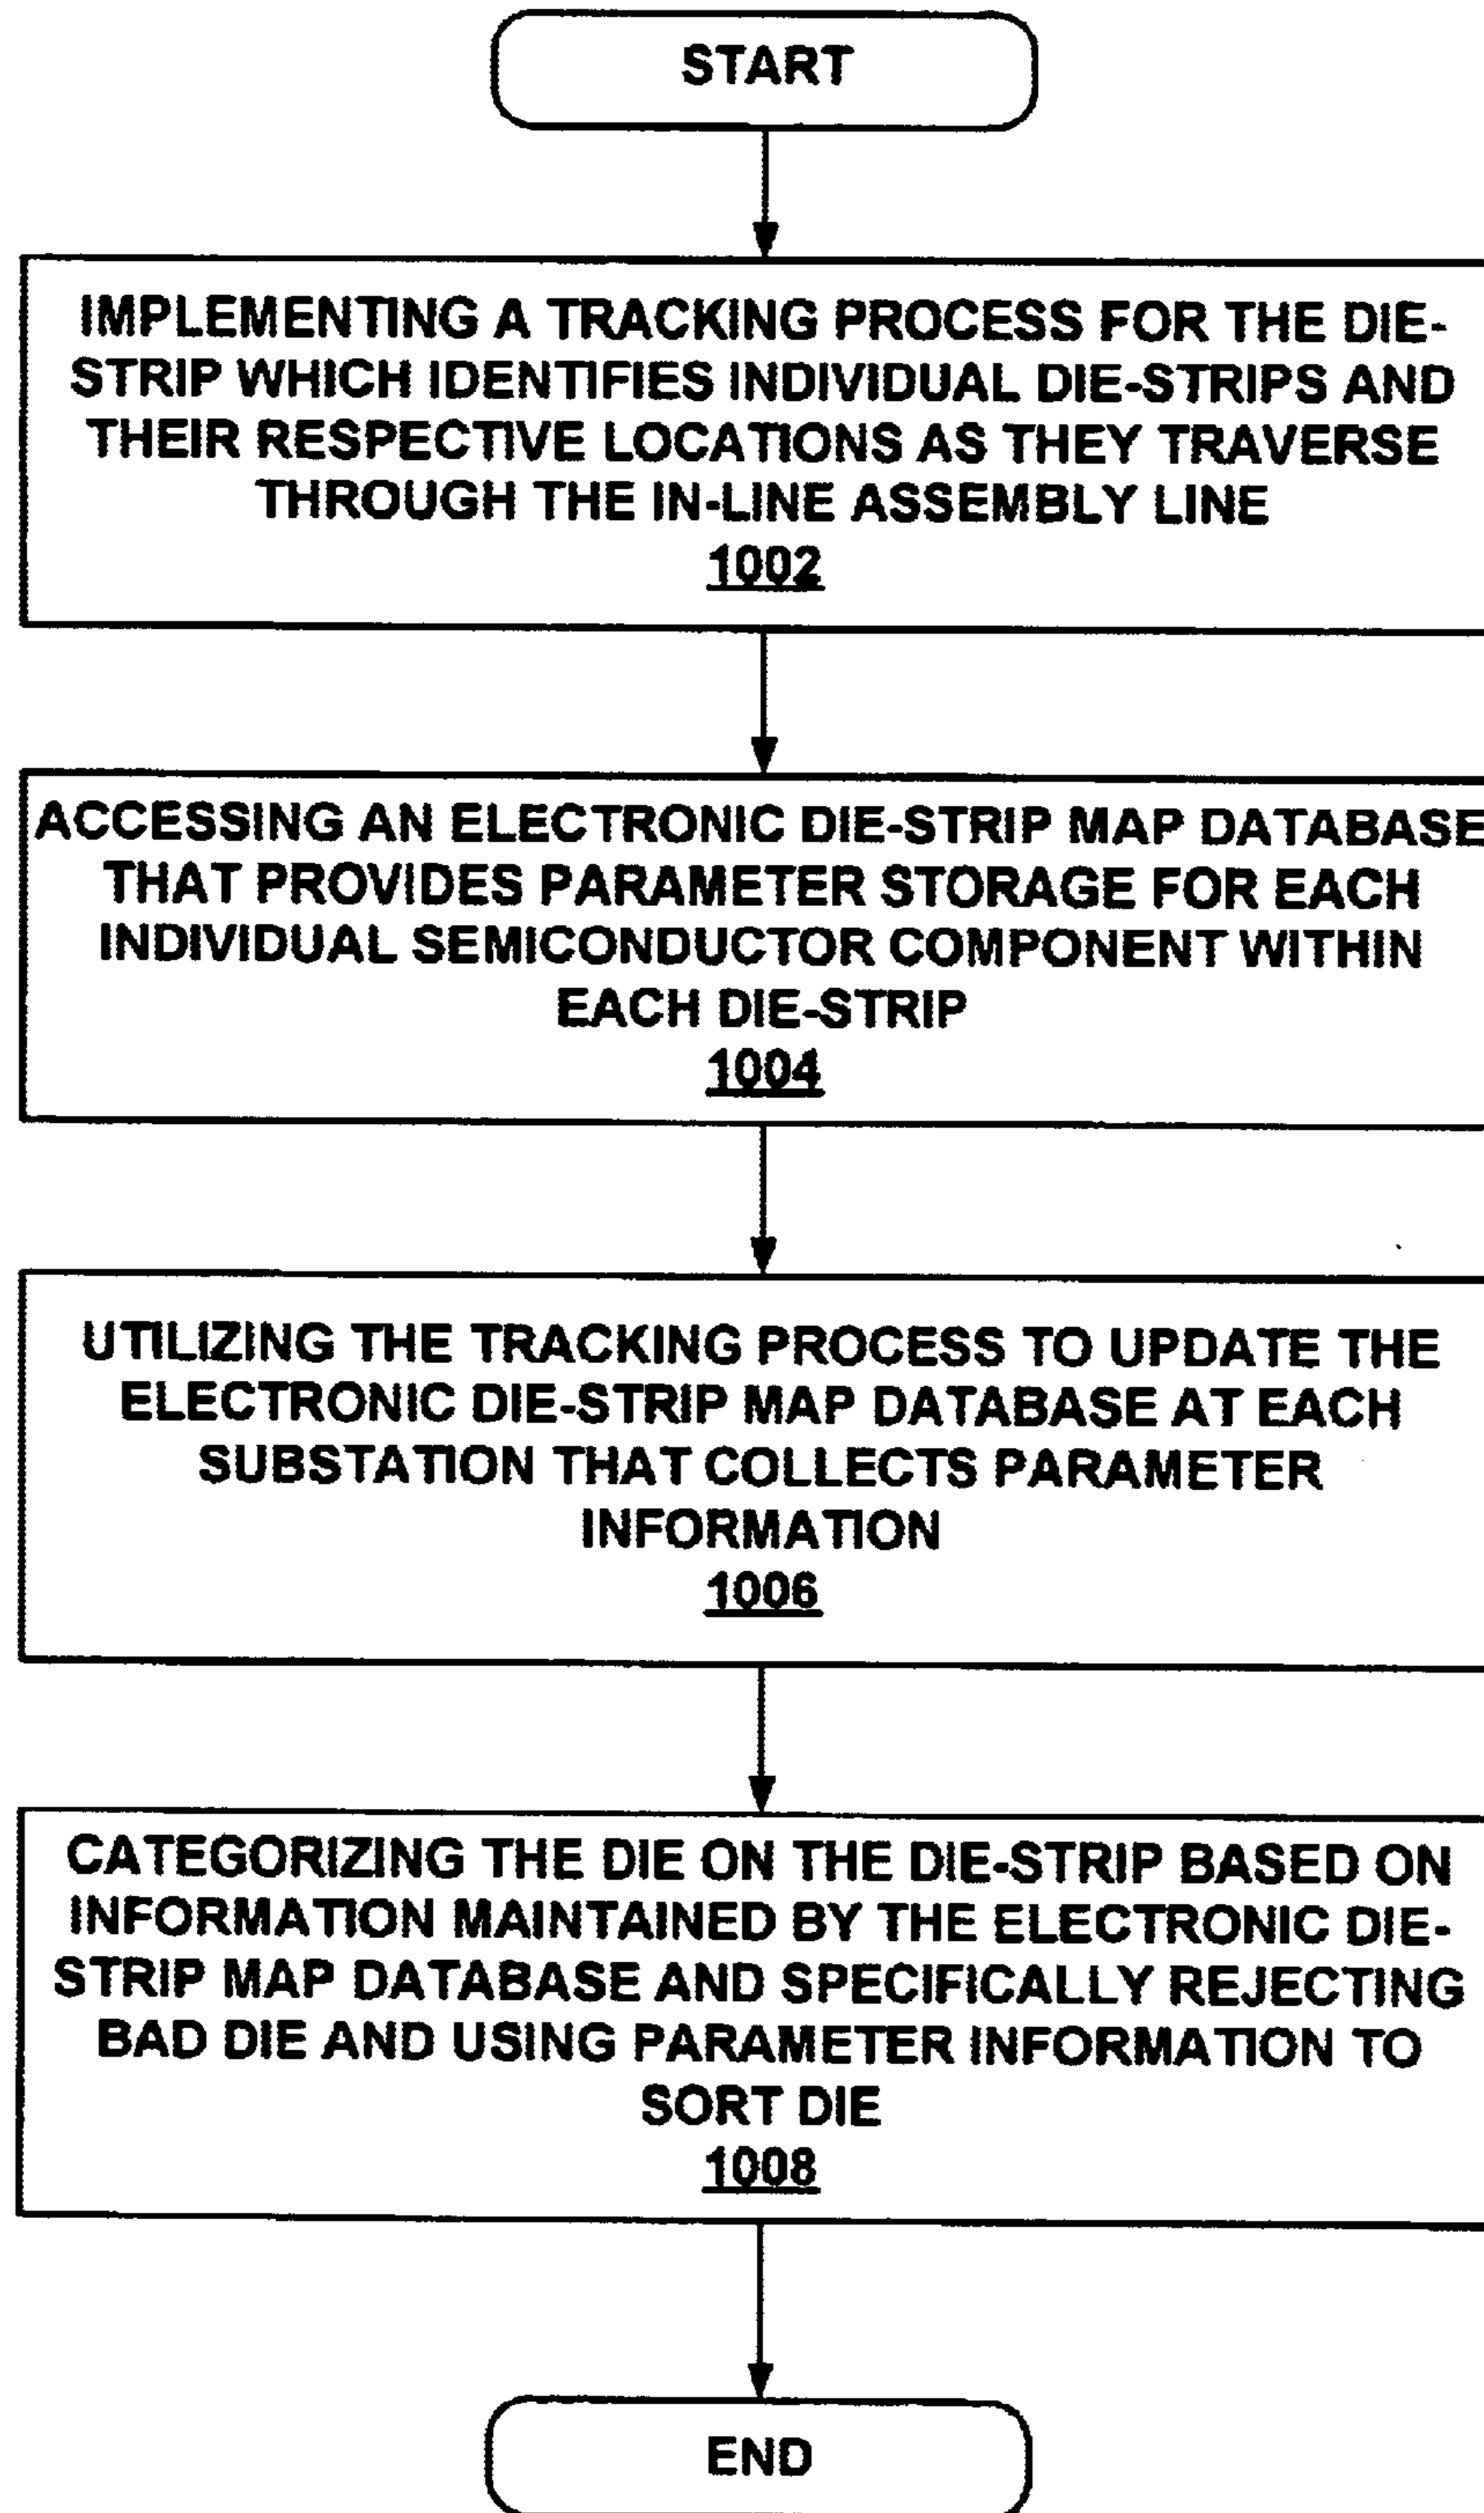 START
IMPLEMENTING A TRACKING PROCESS FOR THE DIE-
STRIP WHICH IDENTIFIES INDIVIDUAL DIE-STRIPS AND
THEIR RESPECTIVE LOCATIONS AS THEY TRAVERSE
THROUGH THE IN-LINE ASSEMBLY LINE
1002
ACCESSING AN ELECTRONIC DIE-STRIP MAP DATABASE
THAT PROVIDES PARAMETER STORAGE FOR EACH
INDIVIDUAL SEMICONDUCTOR COMPONENT WITHIN
EACH DIE-STRIP
1004
UTILIZING THE TRACKING PROCESS TO UPDATE THE
ELECTRONIC DIE-STRIP MAP DATABASE AT EACH
SUBSTATION THAT COLLECTS PARAMETER
INFORMATION
1006
CATEGORIZING THE DIE ON THE DIE-STRIP BASED ON
INFORMATION MAINTAINED BY THE ELECTRONIC DIE-
STRIP MAP DATABASE AND SPECIFICALLY REJECTING
BAD DIE AND USING PARAMETER INFORMATION TO
SORT DIE
1008
END